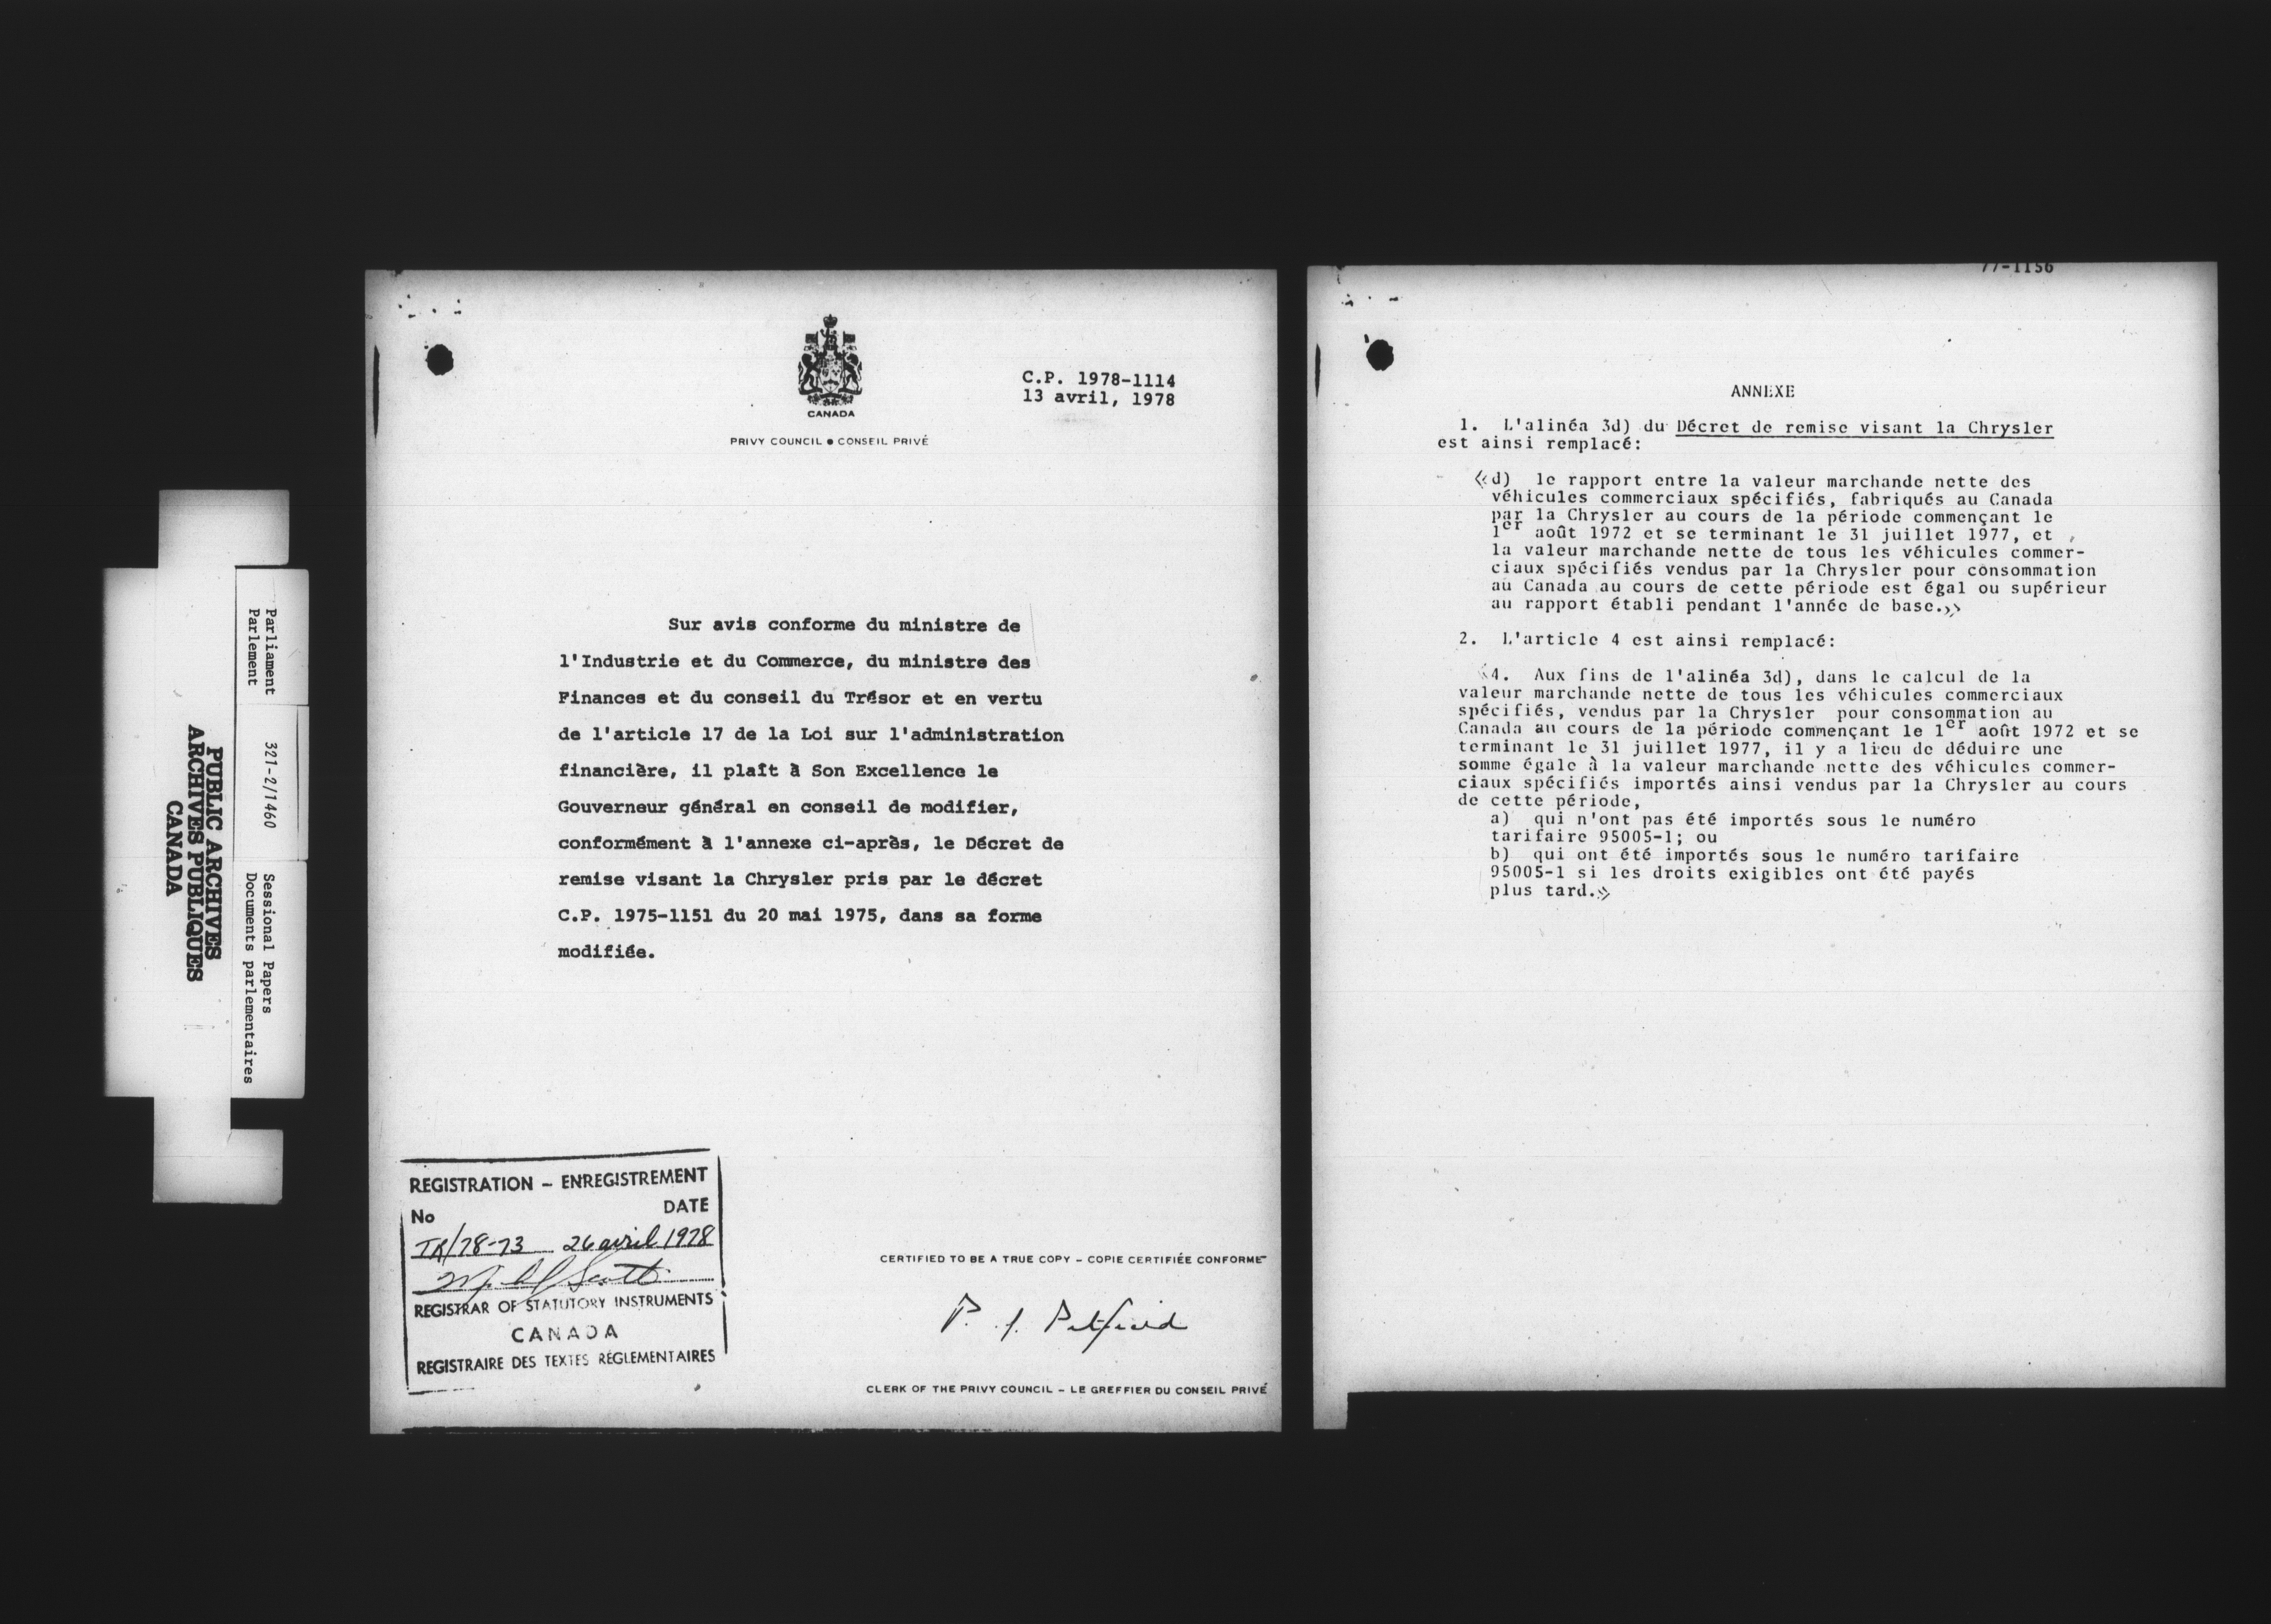 Parliament
Parlement
321-2/1460
Sessional Papers
Documents parlementaires
PUBLIC ARCHIVES
ARCHIVES PUBLIQUES
CANADA
CANADA
PRIVY COUNCIL • CONSEIL PRIVÉ
C.P. 1978-1114
13 avril, 1978
Sur avis conforme du ministre de
l'Industrie et du Commerce, du ministre des
Finances et du conseil du Trésor et en vertu
de l'article 17 de la Loi sur l'administration
financière, il plaît à Son Excellence le
Gouverneur général en conseil de modifier,
conformément à l'annexe ci-après, le Décret de
remise visant la Chrysler pris par le décret
C.P. 1975-1151 du 20 mai 1975, dans sa forme
modifiée.
REGISTRATION - ENREGISTREMENT
No DATE
TR/78-73 26 avril 1978
REGISTRAR OF STATUTORY INSTRUMENTS
CANADA
REGISTRAIRE DES TEXTES RÉGLEMENTAIRES
CERTIFIED TO BE A TRUE COPY - COPIE CERTIFIÉE CONFORME
CLERK OF THE PRIVY COUNCIL - LE GREFFIER DU CONSEIL PRIVÉ
77-1156
ANNEXE
1. L'alinéa 3d) du Décret de remise visant la Chrysler
est ainsi remplacé:
«d) le rapport entre la valeur marchande nette des
véhicules commerciaux spécifiés, fabriqués au Canada
par la Chrysler au cours de la période commençant le
1er août 1972 et se terminant le 31 juillet 1977, et
la valeur marchande nette de tous les véhicules commer-
ciaux spécifiés vendus par la Chrysler pour consommation
au Canada au cours de cette période est égal ou supérieur
au rapport établi pendant l'année de base.»
2. L'article 4 est ainsi remplacé:
«4. Aux fins de l'alinéa 3d), dans le calcul de la
valeur marchande nette de tous les véhicules commerciaux
spécifiés, vendus par la Chrysler pour consommation au
Canada au cours de la période commençant le 1er août 1972 et se
terminant le 31 juillet 1977, il y a lieu de déduire une
somme égale à la valeur marchande nette des véhicules commer-
ciaux spécifiés importés ainsi vendus par la Chrysler au cours
de cette période,
a) qui n'ont pas été importés sous le numéro
tarifaire 95005-1; ou
b) qui ont été importés sous le numéro tarifaire
95005-1 si les droits exigibles ont été payés
plus tard.»